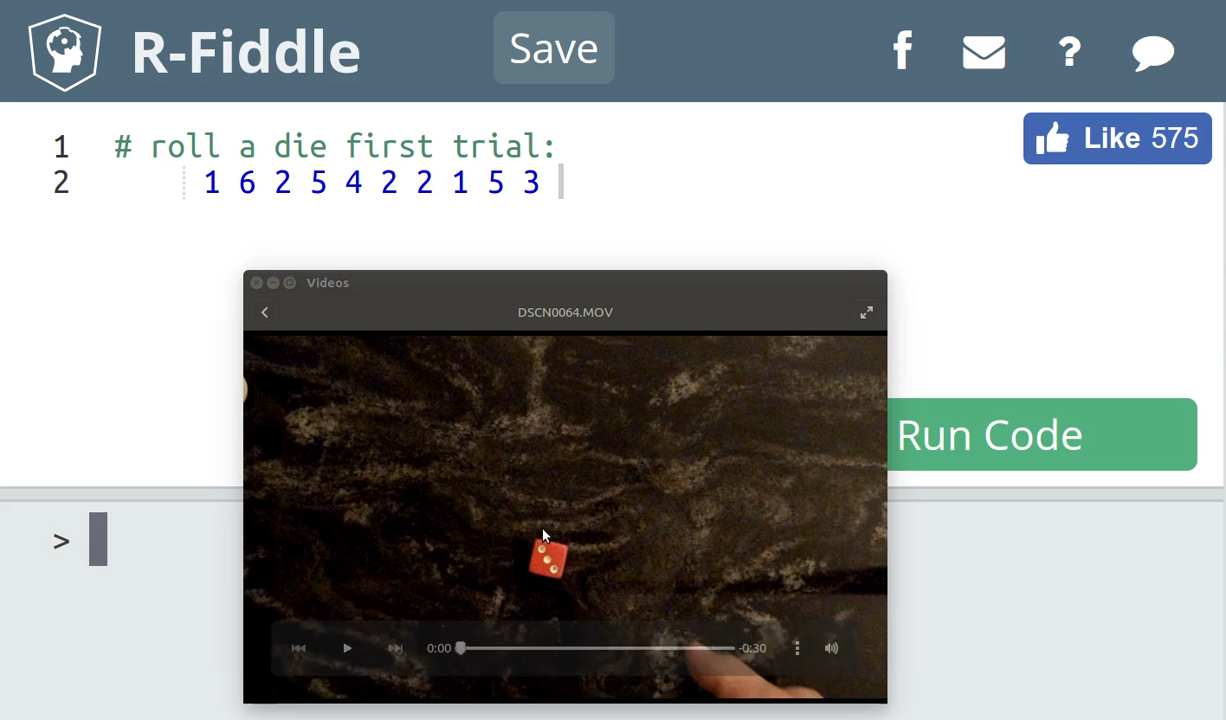 R-Fiddle
Save
f
?
1 # roll a die first trial:
2 1 6 2 5 4 2 2 1 5 3
Like 575
Videos
DSCN0064.MOV
Run Code
>
0:00
-0:30